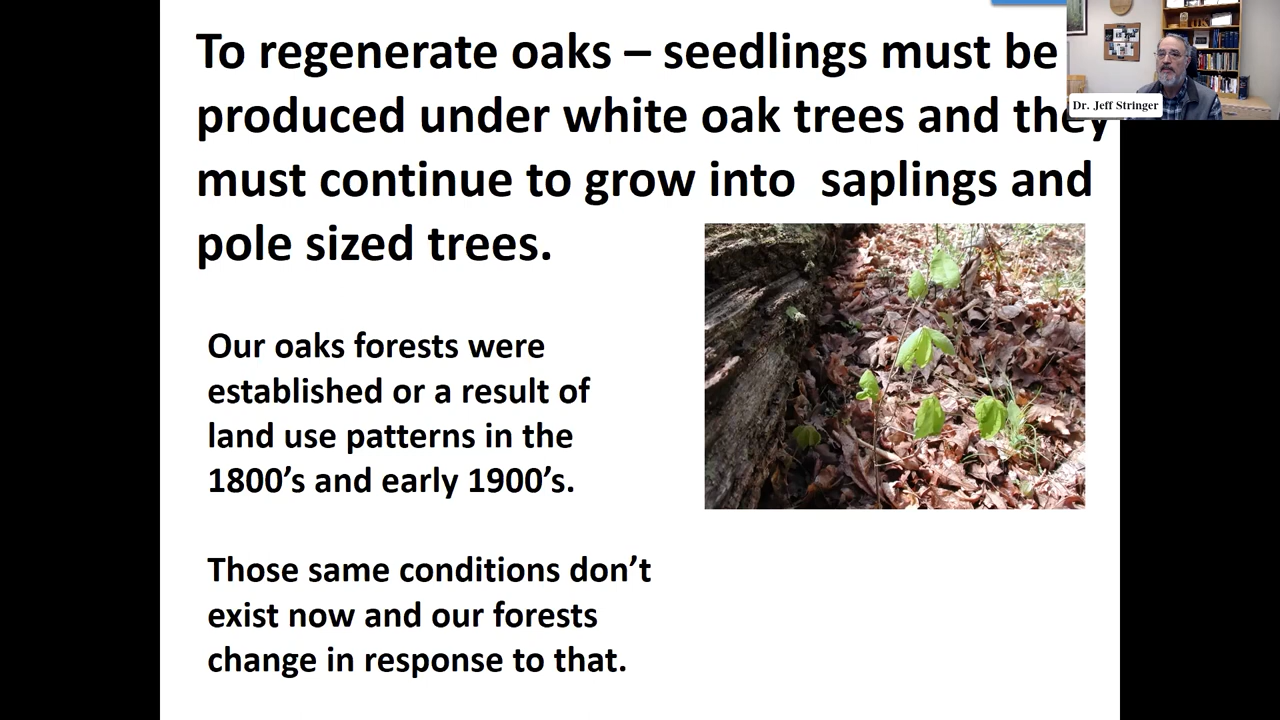 To regenerate oaks – seedlings must be
produced under white oak trees and they
must continue to grow into  saplings and
pole sized trees.
Our oaks forests were
established or a result of
land use patterns in the
1800’s and early 1900’s.
Those same conditions don’t
exist now and our forests
change in response to that.
Dr. Jeff Stringer